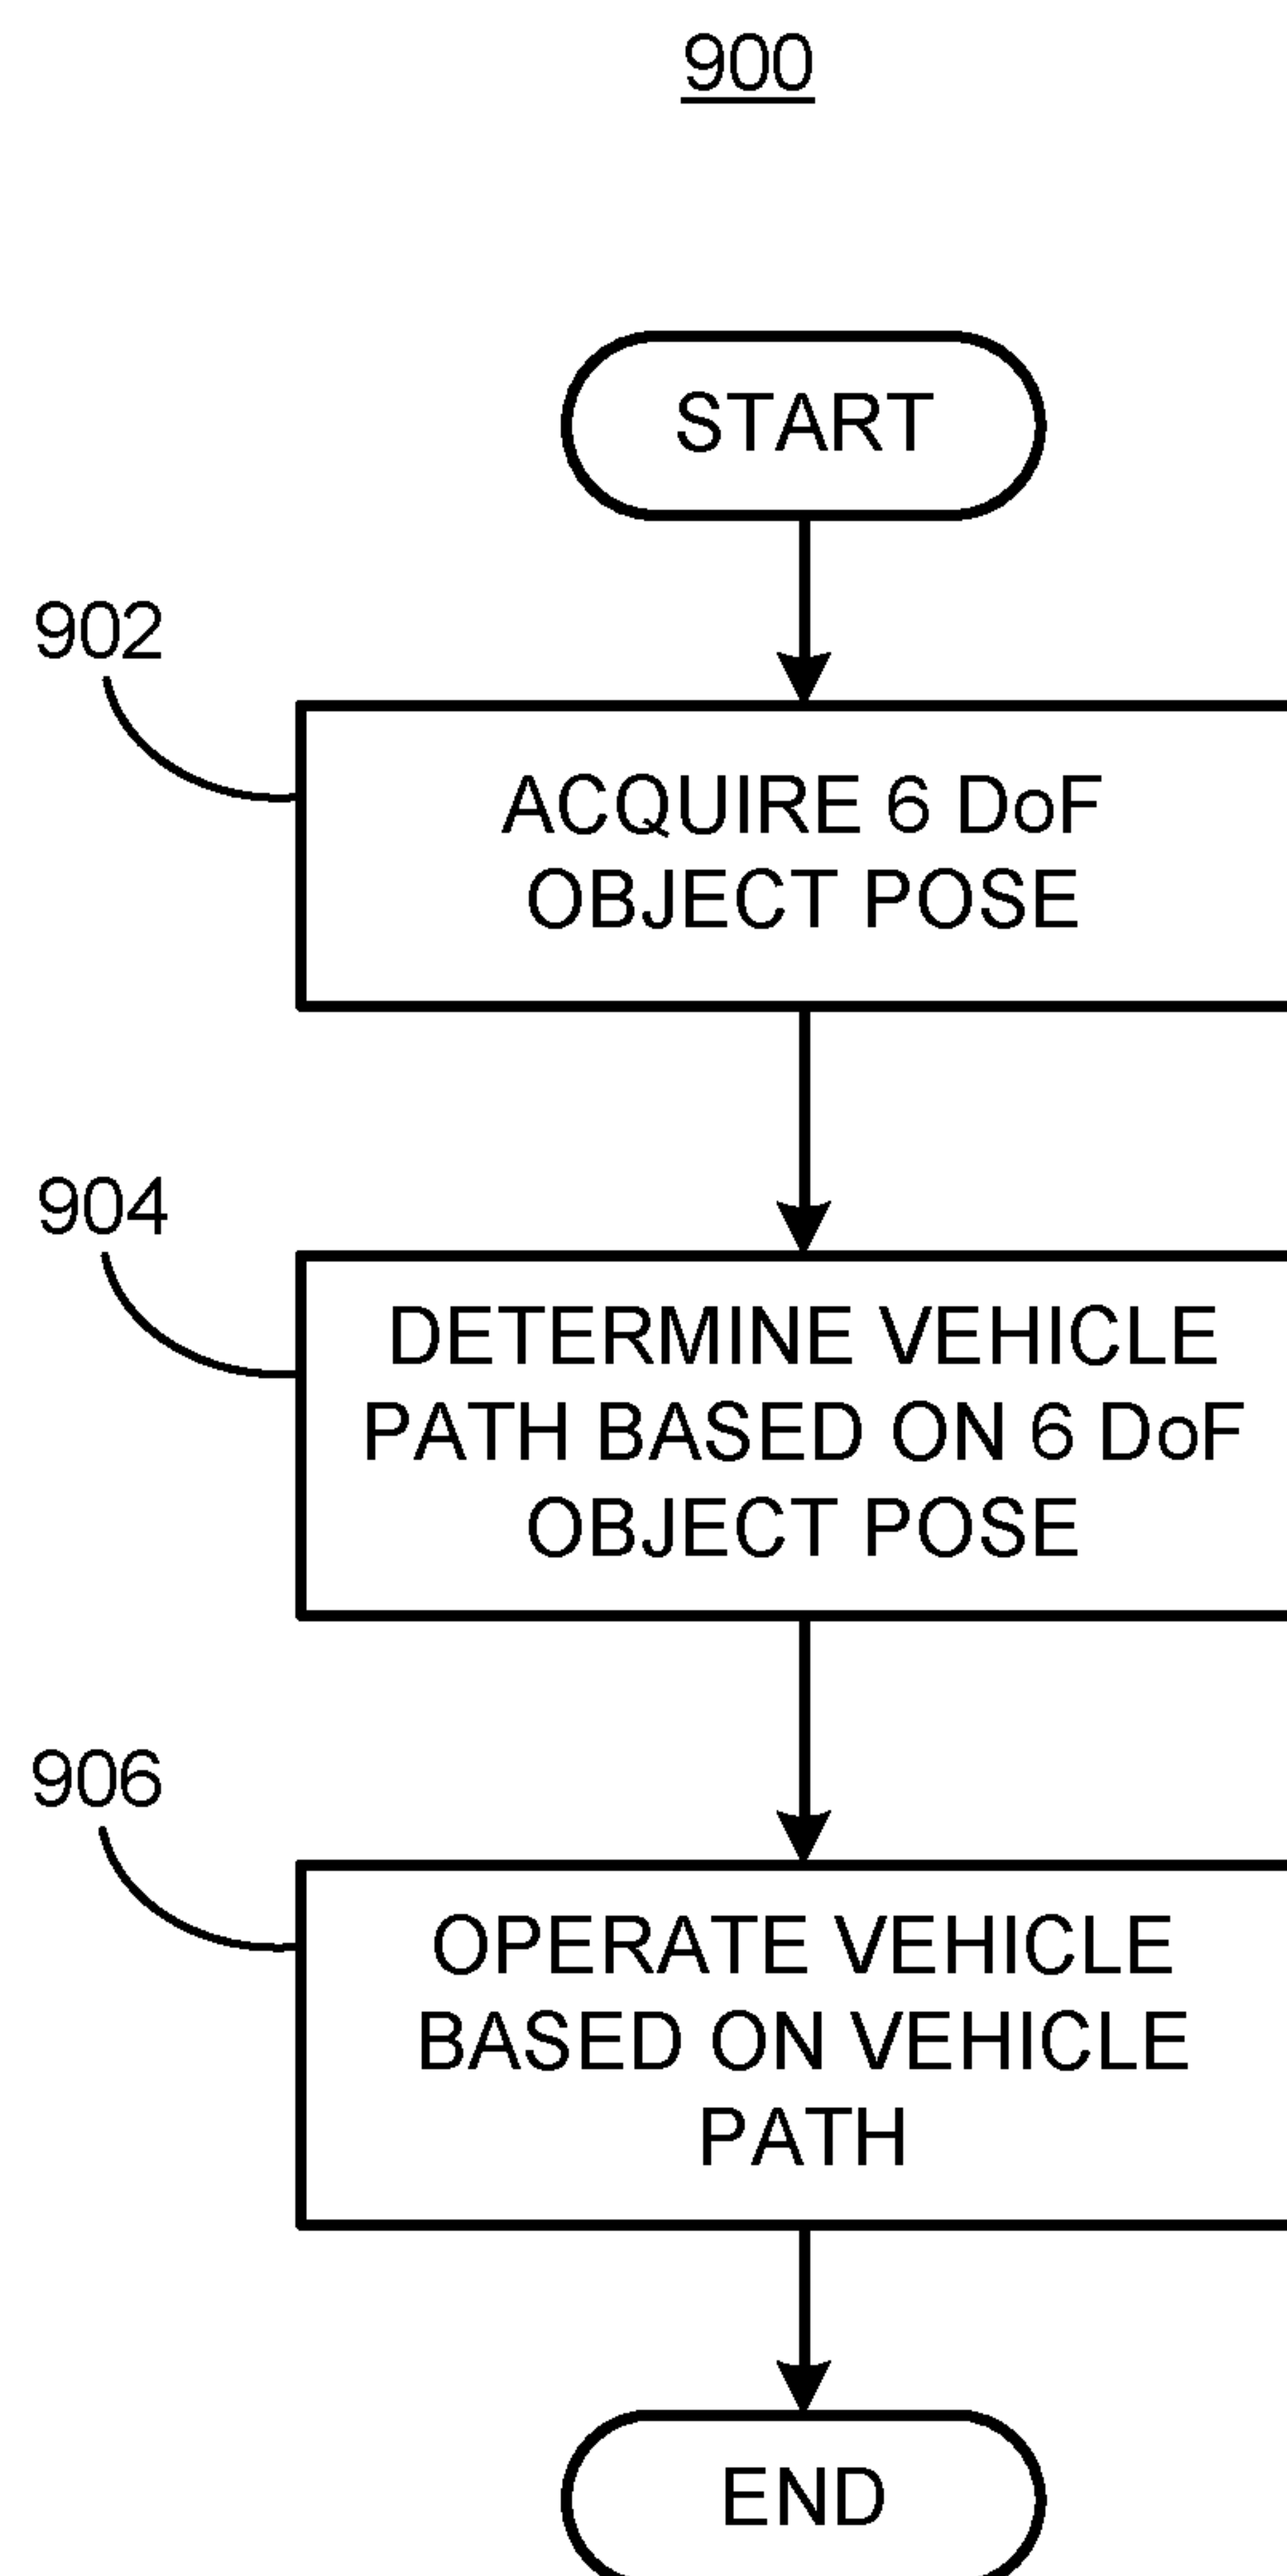 900
START
902
ACQUIRE 6 DoF
OBJECT POSE
904
DETERMINE VEHICLE
PATH BASED ON 6 DoF
OBJECT POSE
906
OPERATE VEHICLE
BASED ON VEHICLE
PATH
END